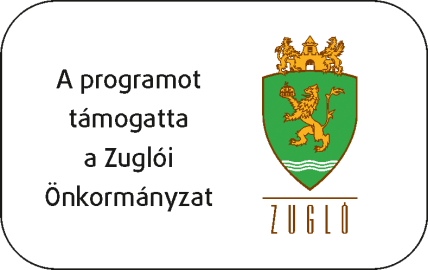 A programot
támogatta
a Zuglói
Önkormányzat
ZUGLÓ